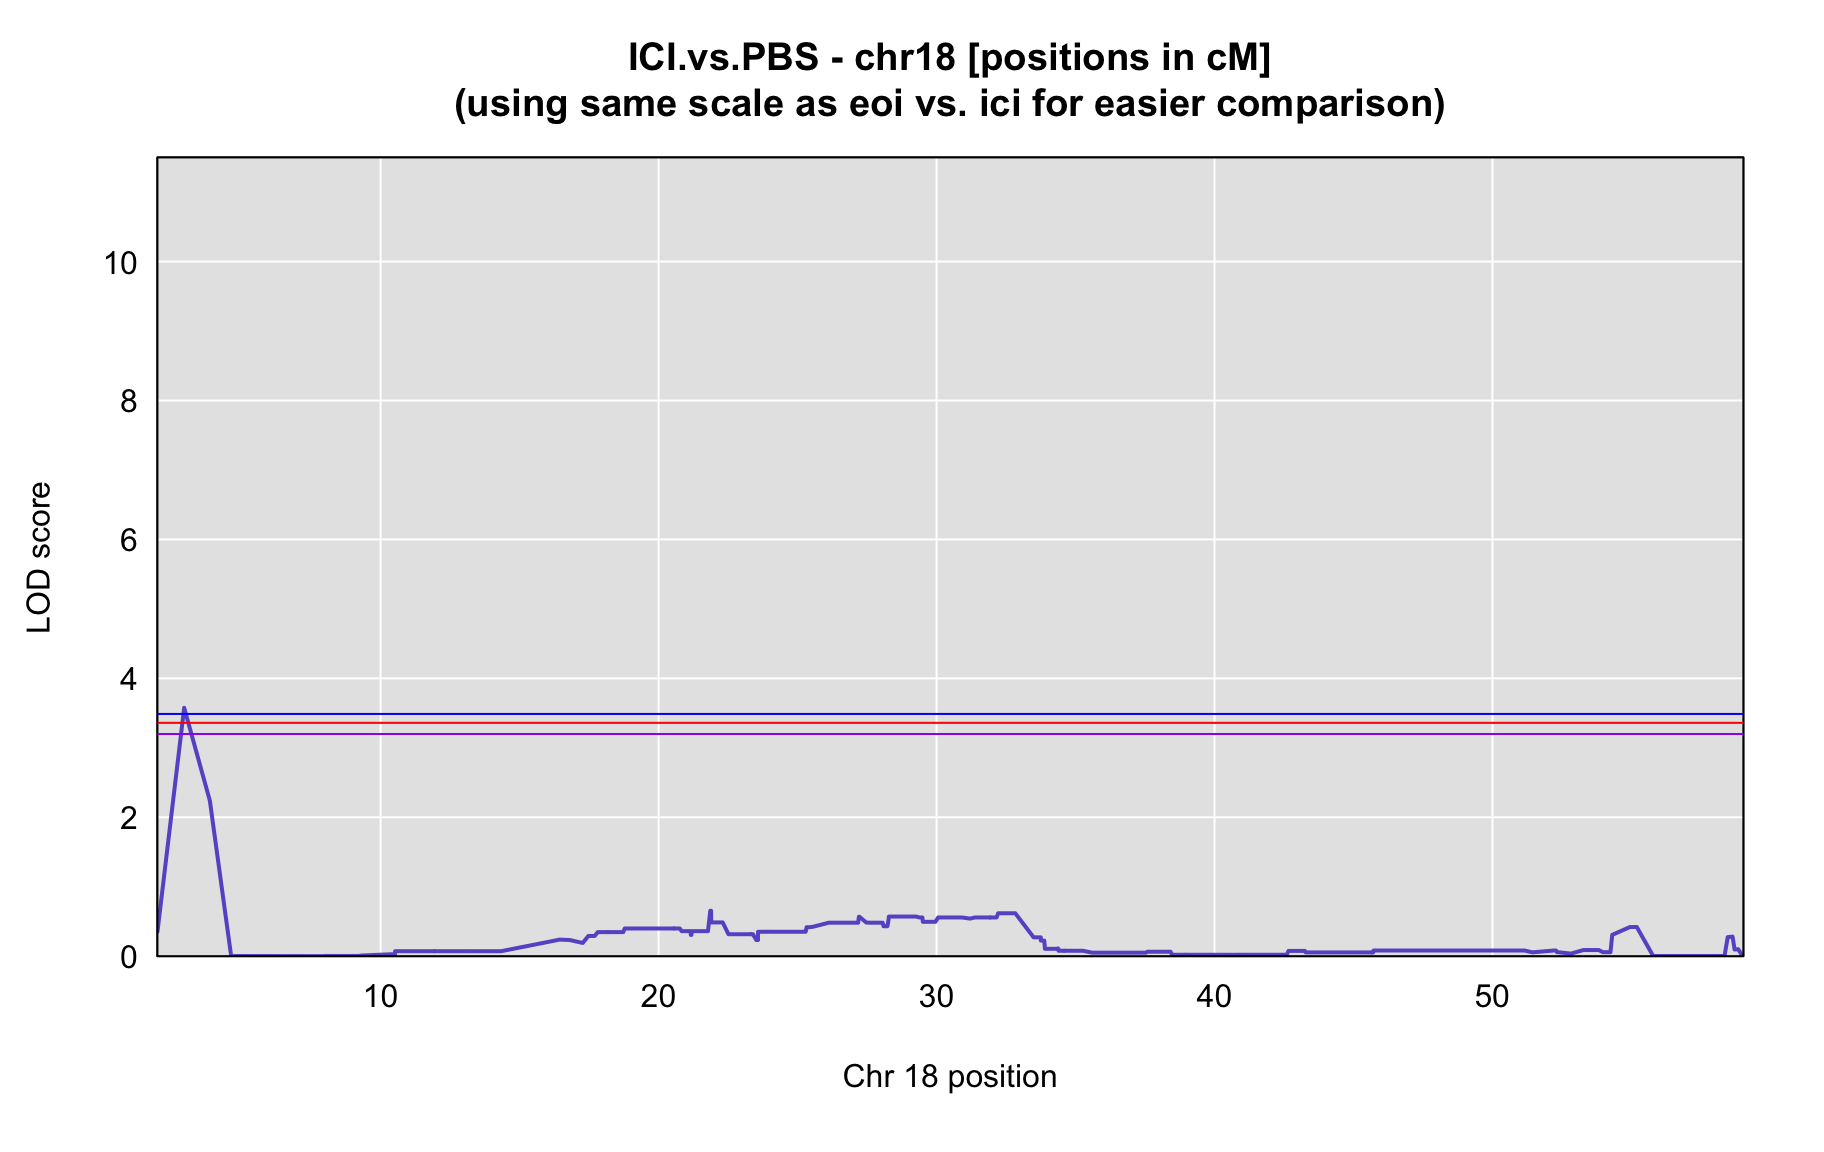 ICI.vs.PBS - chr18 [positions in cM]
(using same scale as eoi vs. ici for easier comparison)
LOD score
10
8
6
4
2
0
10
20
30
40
50
Chr 18 position